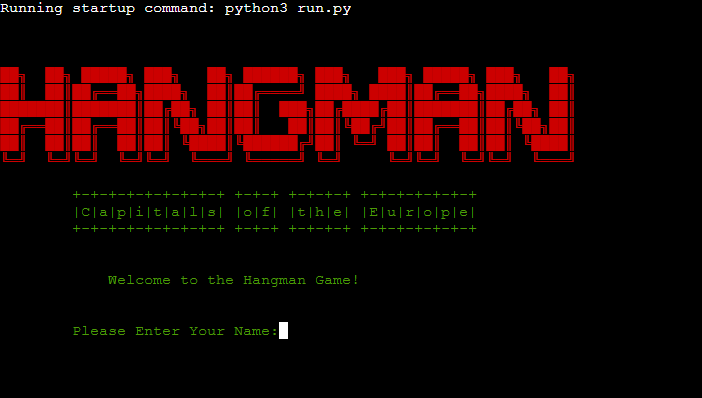 Running startup command: python3 run.py
HANGMAN
+-+-+-+-+-+-+-+-+ +-+-+ +-+-+-+ +-+-+-+-+-+-+
|C|a|p|i|t|a|l|s| |o|f| |t|h|e| |E|u|r|o|p|e|
+-+-+-+-+-+-+-+-+ +-+-+ +-+-+-+ +-+-+-+-+-+-+
Welcome to the Hangman Game!
Please Enter Your Name: